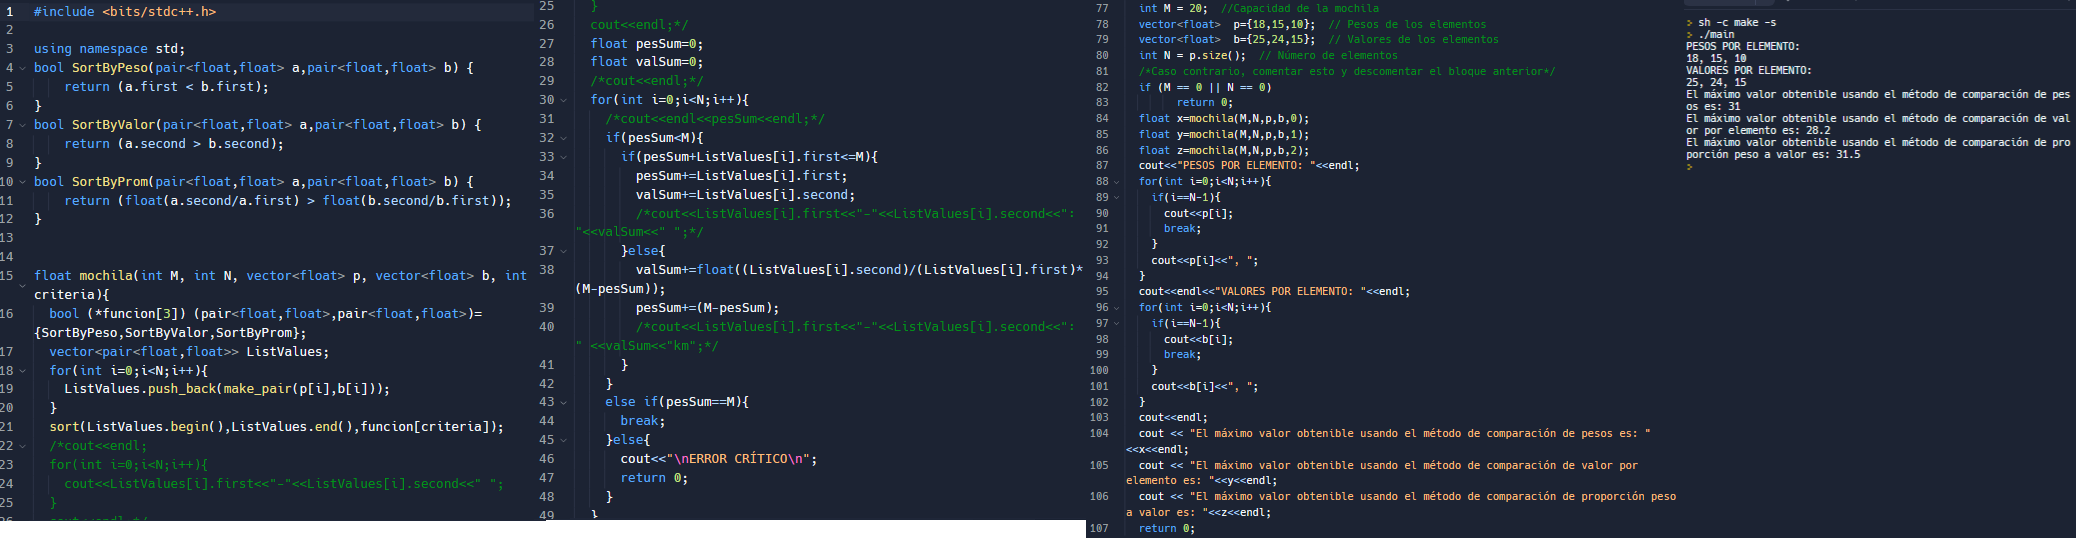 1 #include <bits/stdc++.h>
2
3 using namespace std;
4 bool SortByPeso(pair<float,float> a,pair<float,float> b) {
5 return (a.first < b.first);
6 }
7 bool SortByValor(pair<float,float> a,pair<float,float> b) {
8 return (a.second > b.second);
9 }
10 bool SortByProm(pair<float,float> a,pair<float,float> b) {
11 return (float(a.second/a.first) > float(b.second/b.first));
12 }
13
14
15 float mochila(int M, int N, vector<float> p, vector<float> b, int
criteria){
16 bool (*funcion[3]) (pair<float,float>,pair<float,float>)=
{SortByPeso,SortByValor,SortByProm};
17 vector<pair<float,float>> ListValues;
18 for(int i=0;i<N;i++){
19 ListValues.push_back(make_pair(p[i],b[i]));
20 }
21 sort(ListValues.begin(),ListValues.end(),funcion[criteria]);
22 /*cout<<endl;
23 for(int i=0;i<N;i++){
24 cout<<ListValues[i].first<<"-"<<ListValues[i].second<<" ";
25 }
26 cout<<endl;*/
25 }
26 cout<<endl;*/
27 float pesSum=0;
28 float valSum=0;
29 /*cout<<endl;*/
30 for(int i=0;i<N;i++){
31 /*cout<<endl<<pesSum<<endl;*/
32 if(pesSum<M){
33 if(pesSum+ListValues[i].first<=M){
34 pesSum+=ListValues[i].first;
35 valSum+=ListValues[i].second;
36 /*cout<<ListValues[i].first<<"-"<<ListValues[i].second<<":
"<<valSum<<" ";*/
37 }else{
38 valSum+=float((ListValues[i].second)/(ListValues[i].first)*
(M-pesSum));
39 pesSum+=(M-pesSum);
40 /*cout<<ListValues[i].first<<"-"<<ListValues[i].second<<":
" <<valSum<<"km";*/
41 }
42 }
43 else if(pesSum==M){
44 break;
45 }else{
46 cout<<"\nERROR CRÍTICO\n";
47 return 0;
48 }
49 }
77 int M = 20; //Capacidad de la mochila
78 vector<float> p={18,15,10}; // Pesos de los elementos
79 vector<float> b={25,24,15}; // Valores de los elementos
80 int N = p.size(); // Número de elementos
81 /*Caso contrario, comentar esto y descomentar el bloque anterior*/
82 if (M == 0 || N == 0)
83 return 0;
84 float x=mochila(M,N,p,b,0);
85 float y=mochila(M,N,p,b,1);
86 float z=mochila(M,N,p,b,2);
87 cout<<"PESOS POR ELEMENTO: "<<endl;
88 for(int i=0;i<N;i++){
89 if(i==N-1){
90 cout<<p[i];
91 break;
92 }
93 cout<<p[i]<<", ";
94 }
95 cout<<endl<<"VALORES POR ELEMENTO: "<<endl;
96 for(int i=0;i<N;i++){
97 if(i==N-1){
98 cout<<b[i];
99 break;
100 }
101 cout<<b[i]<<", ";
102 }
103 cout<<endl;
104 cout << "El máximo valor obtenible usando el método de comparación de pesos es: "
<<x<<endl;
105 cout << "El máximo valor obtenible usando el método de comparación de valor por
elemento es: "<<y<<endl;
106 cout << "El máximo valor obtenible usando el método de comparación de proporción peso
a valor es: "<<z<<endl;
107 return 0;
> sh -c make -s
> ./main
PESOS POR ELEMENTO:
18, 15, 10
VALORES POR ELEMENTO:
25, 24, 15
El máximo valor obtenible usando el método de comparación de pes
os es: 31
El máximo valor obtenible usando el método de comparación de val
or por elemento es: 28.2
El máximo valor obtenible usando el método de comparación de pro
porción peso a valor es: 31.5
>